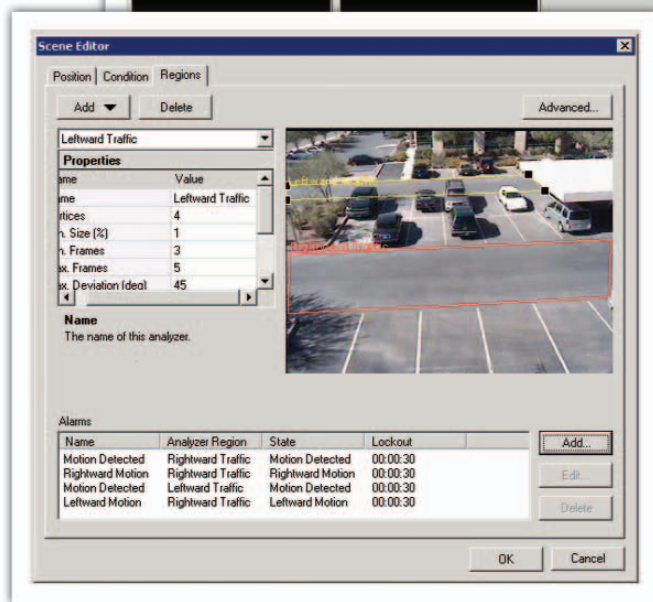 Scene Editor
Position Condition Regions
Add Delete Advanced...
Leftward Traffic
Properties
ame Value
ame Leftward Traffic
rtices 4
n. Size (%) 1
n. Frames 3
ax. Frames 5
ax. Deviation (deg) 45
Name
The name of this analyzer.
Leftward Traffic
Rightward Traffic
Alarms
Name Analyzer Region State Lockout
Motion Detected Rightward Traffic Motion Detected 00:00:30
Rightward Motion Rightward Traffic Rightward Motion 00:00:30
Motion Detected Leftward Traffic Motion Detected 00:00:30
Leftward Motion Rightward Traffic Leftward Motion 00:00:30
Add...
Edit...
Delete
OK Cancel